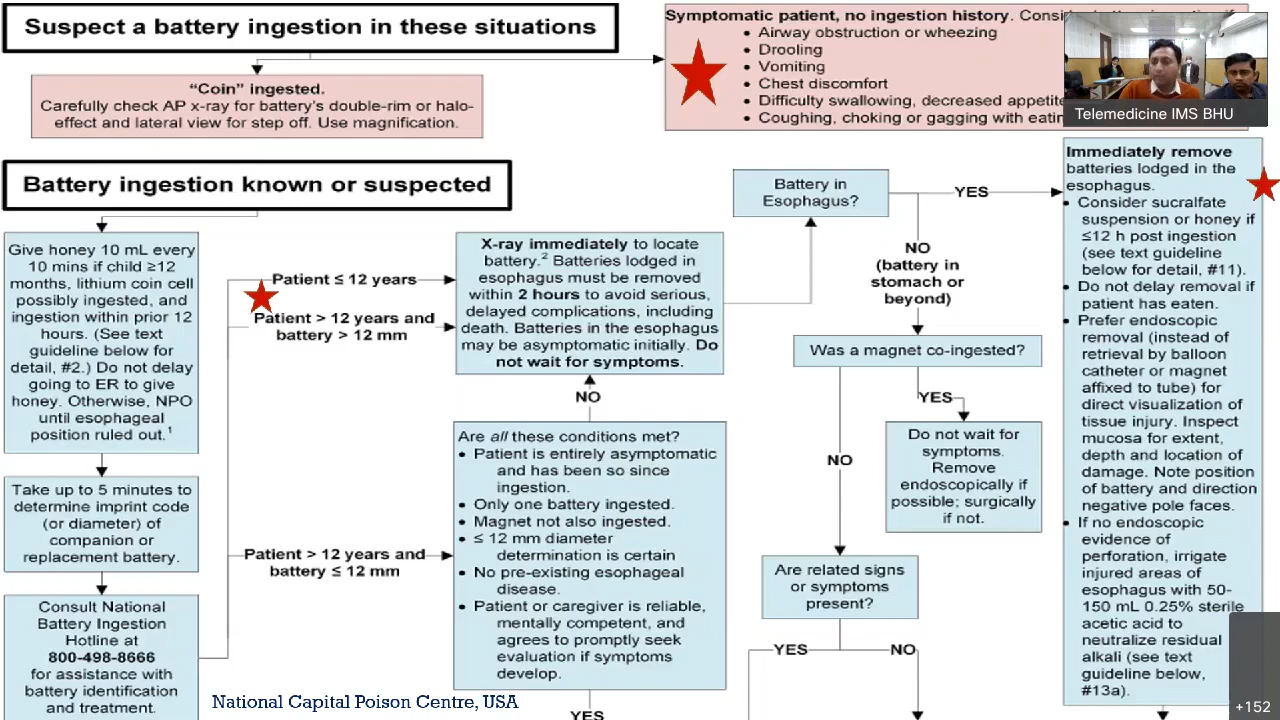 Suspect a battery ingestion in these situations
"Coin" ingested.
Carefully check AP x-ray for battery's double-rim or halo-
effect and lateral view for step off. Use magnification.
Symptomatic patient, no ingestion history.
• Airway obstruction or wheezing
• Drooling
• Vomiting
• Chest discomfort
• Difficulty swallowing, decreased appetite
• Coughing, choking or gagging with
Telemedicine IMS BHU
Battery ingestion known or suspected
Give honey 10 mL every
10 mins if child ≥12
months, lithium coin cell
possibly ingested, and
ingestion within prior 12
hours. (See text
guideline below for
detail, #2.) Do not delay
going to ER to give
honey. Otherwise, NPO
until esophageal
position ruled out.1
Take up to 5 minutes to
determine imprint code
(or diameter) of
companion or
replacement battery.
Consult National
Battery Ingestion
Hotline at
800-498-8666
for assistance with
battery identification
and treatment.
Patient ≤ 12 years
Patient > 12 years and
battery > 12 mm
Patient > 12 years and
battery ≤ 12 mm
X-ray immediately to locate
battery.2 Batteries lodged in
esophagus must be removed
within 2 hours to avoid serious,
delayed complications, including
death. Batteries in the esophagus
may be asymptomatic initially. Do
not wait for symptoms.
NO
Are all these conditions met?
• Patient is entirely asymptomatic
and has been so since
ingestion.
• Only one battery ingested.
• Magnet not also ingested.
• ≤ 12 mm diameter
determination is certain
• No pre-existing esophageal
disease.
• Patient or caregiver is reliable,
mentally competent, and
agrees to promptly seek
evaluation if symptoms
develop.
YES
Battery in
Esophagus?
YES
NO
(battery in
stomach or
beyond)
Was a magnet co-ingested?
YES
NO
Do not wait for
symptoms.
Remove
endoscopically if
possible; surgically
if not.
Are related signs
or symptoms
present?
YES
NO
Immediately remove
batteries lodged in the
esophagus.
• Consider sucralfate
suspension or honey if
≤12 h post ingestion
(see text guideline
below for detail, #11).
• Do not delay removal if
patient has eaten.
• Prefer endoscopic
removal (instead of
retrieval by balloon
catheter or magnet
affixed to tube) for
direct visualization of
tissue injury. Inspect
mucosa for extent,
depth and location of
damage. Note position
of battery and direction
negative pole faces.
• If no endoscopic
evidence of
perforation, irrigate
injured areas of
esophagus with 50-
150 mL 0.25% sterile
acetic acid to
neutralize residual
alkali (see text
guideline below,
#13a).
National Capital Poison Centre, USA
+152